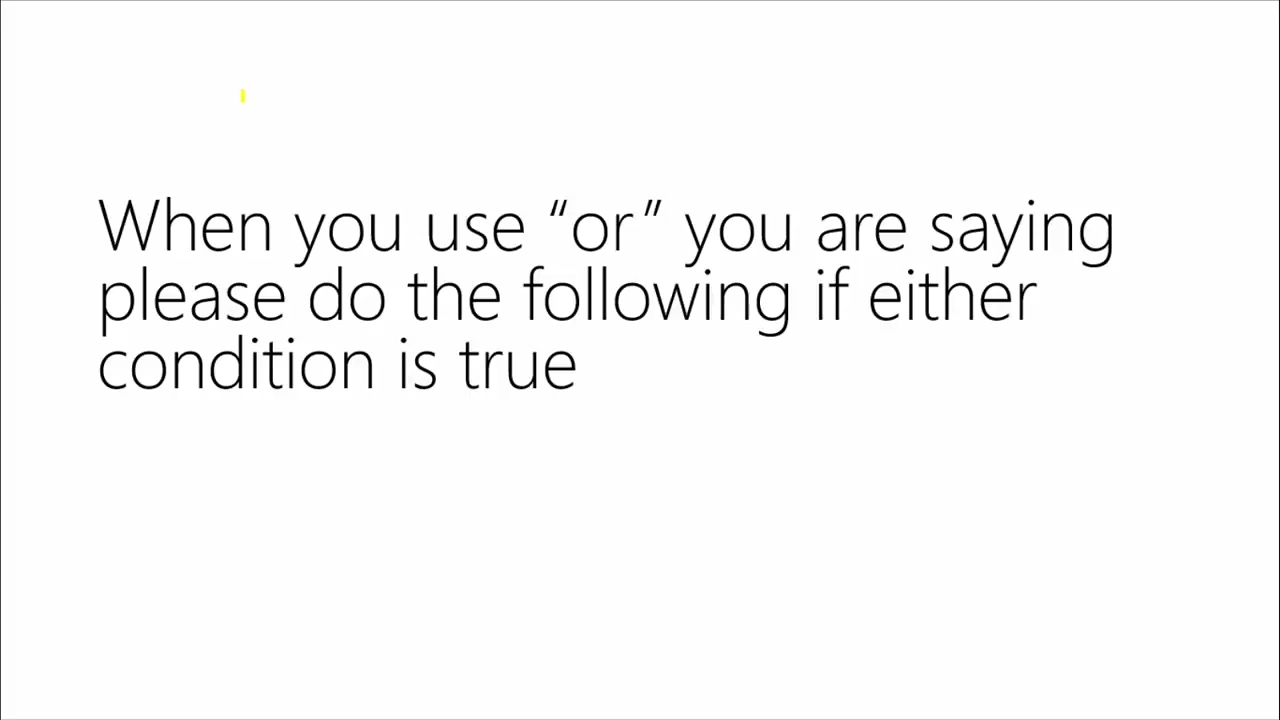 When you use “or” you are saying
please do the following if either
condition is true